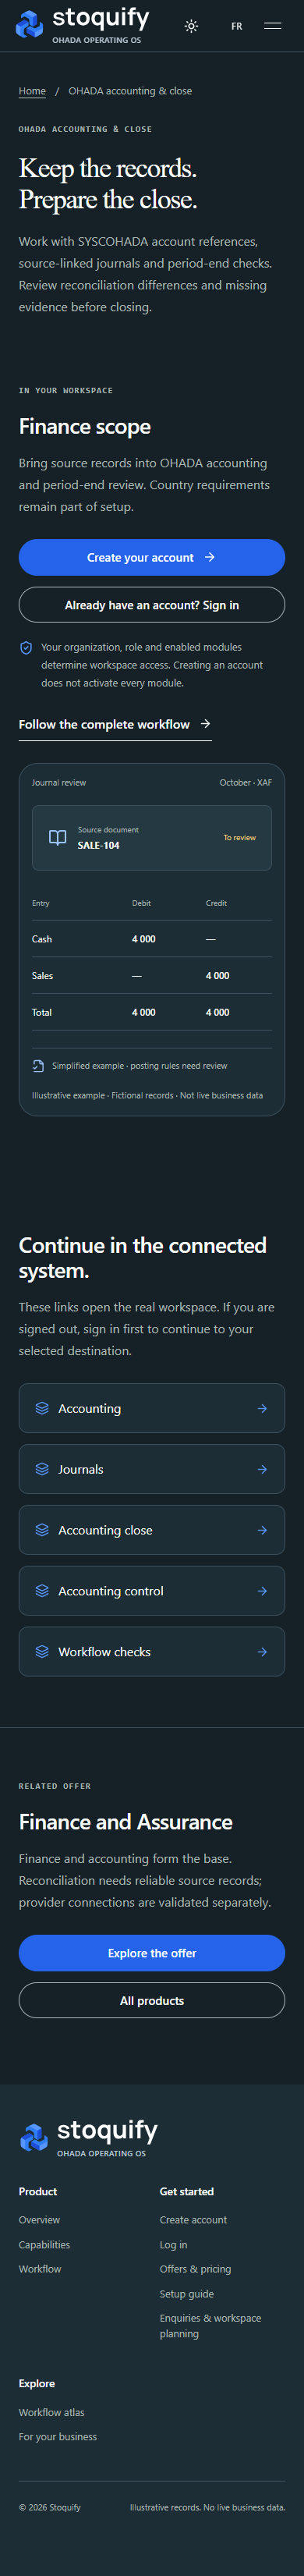 stoquify
OHADA OPERATING OS
FR
Home / OHADA accounting & close
OHADA ACCOUNTING & CLOSE
Keep the records.
Prepare the close.
Work with SYSCOHADA account references,
source-linked journals and period-end checks.
Review reconciliation differences and missing
evidence before closing.
IN YOUR WORKSPACE
Finance scope
Bring source records into OHADA accounting
and period-end review. Country requirements
remain part of setup.
Create your account
Already have an account? Sign in
Your organization, role and enabled modules
determine workspace access. Creating an account
does not activate every module.
Follow the complete workflow
Journal review October · XAF
Source document
SALE-104
To review
Entry Debit Credit
Cash 4 000 —
Sales — 4 000
Total 4 000 4 000
Simplified example · posting rules need review
Illustrative example · Fictional records · Not live business data
Continue in the connected
system.
These links open the real workspace. If you are
signed out, sign in first to continue to your
selected destination.
Accounting
Journals
Accounting close
Accounting control
Workflow checks
RELATED OFFER
Finance and Assurance
Finance and accounting form the base.
Reconciliation needs reliable source records;
provider connections are validated separately.
Explore the offer
All products
stoquify
OHADA OPERATING OS
Product
Overview
Capabilities
Workflow
Get started
Create account
Log in
Offers & pricing
Setup guide
Enquiries & workspace
planning
Explore
Workflow atlas
For your business
© 2026 Stoquify
Illustrative records. No live business data.